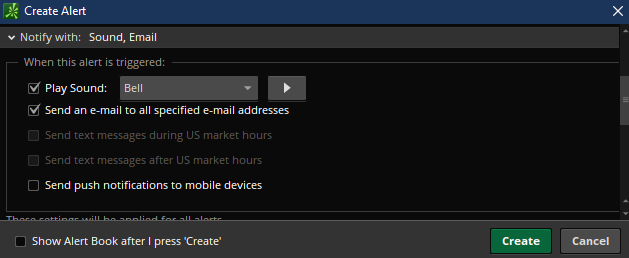 Create Alert
Notify with: Sound, Email
When this alert is triggered:
Play Sound: Bell
Send an e-mail to all specified e-mail addresses
Send text messages during US market hours
Send text messages after US market hours
Send push notifications to mobile devices
These settings will be applied for all alerts
Show Alert Book after I press 'Create'
Create Cancel